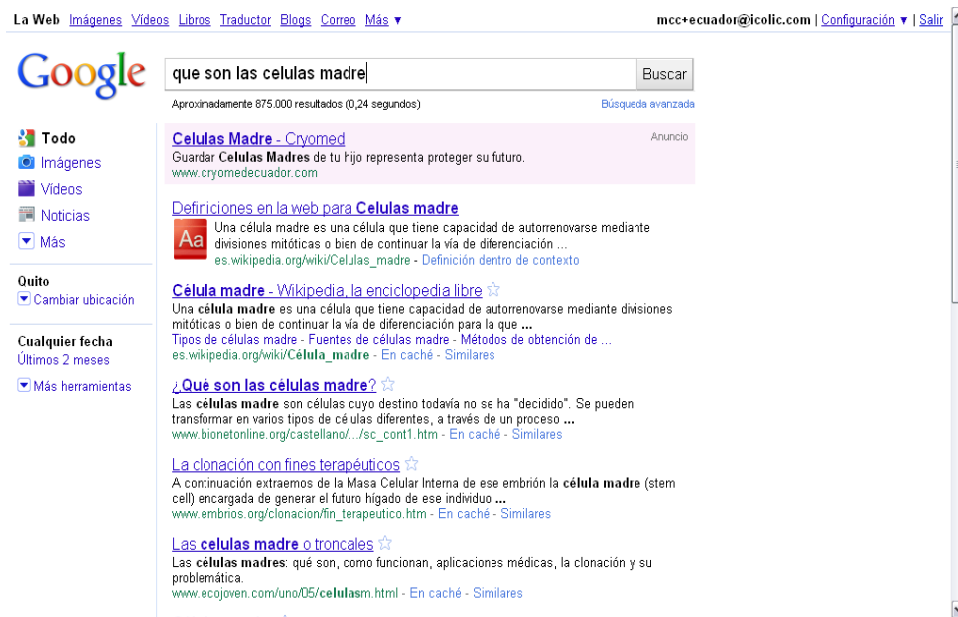 La Web Imágenes Vídeos Libros Traductor Blogs Correo Más ▼ mcc+ecuador@icolic.com | Configuración ▼ | Salir
Google que son las celulas madre Buscar
Aproximadamente 875.000 resultados (0,24 segundos) Búsqueda avanzada
Todo
Imágenes
Vídeos
Noticias
Más
Quito
Cambiar ubicación
Cualquier fecha
Últimos 2 meses
Más herramientas
Celulas Madre - Cryomed Anuncio
Guardar Celulas Madres de tu hijo representa proteger su futuro.
www.cryomedecuador.com
Definiciones en la web para Celulas madre
Aa
Una célula madre es una célula que tiene capacidad de autorrenovarse mediante
divisiones mitóticas o bien de continuar la vía de diferenciación ...
es.wikipedia.org/wiki/Celulas_madre - Definición dentro de contexto
Célula madre - Wikipedia, la enciclopedia libre
Una célula madre es una célula que tiene capacidad de autorrenovarse mediante divisiones
mitóticas o bien de continuar la vía de diferenciación para la que ...
Tipos de células madre - Fuentes de células madre - Métodos de obtención de ...
es.wikipedia.org/wiki/Célula_madre - En caché - Similares
¿Qué son las células madre?
Las células madre son células cuyo destino todavía no se ha "decidido". Se pueden
transformar en varios tipos de células diferentes, a través de un proceso ...
www.bionetonline.org/castellano/.../sc_cont1.htm - En caché - Similares
La clonación con fines terapéuticos
A continuación extraemos de la Masa Celular Interna de ese embrión la célula madre (stem
cell) encargada de generar el futuro hígado de ese individuo ...
www.embrios.org/clonacion/fin_terapeutico.htm - En caché - Similares
Las celulas madre o troncales
Las células madres: qué son, como funcionan, aplicaciones médicas, la clonación y su
problemática.
www.ecojoven.com/uno/05/celulasm.html - En caché - Similares